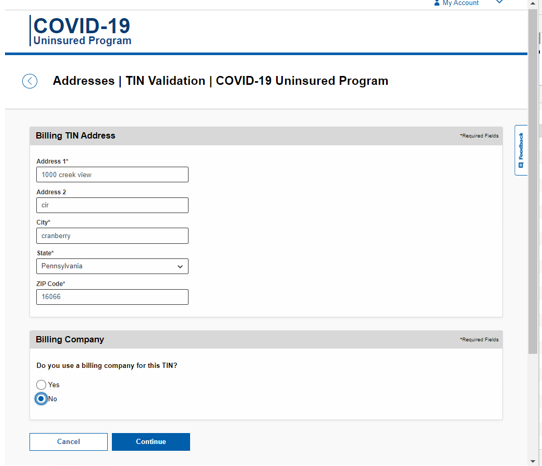 My Account
COVID-19
Uninsured Program
Addresses | TIN Validation | COVID-19 Uninsured Program
Billing TIN Address
*Required Fields
Feedback
Address 1*
1000 creek view
Address 2
cir
City*
cranberry
State*
Pennsylvania
ZIP Code*
16066
Billing Company
*Required Fields
Do you use a billing company for this TIN?
Yes
No
Cancel
Continue